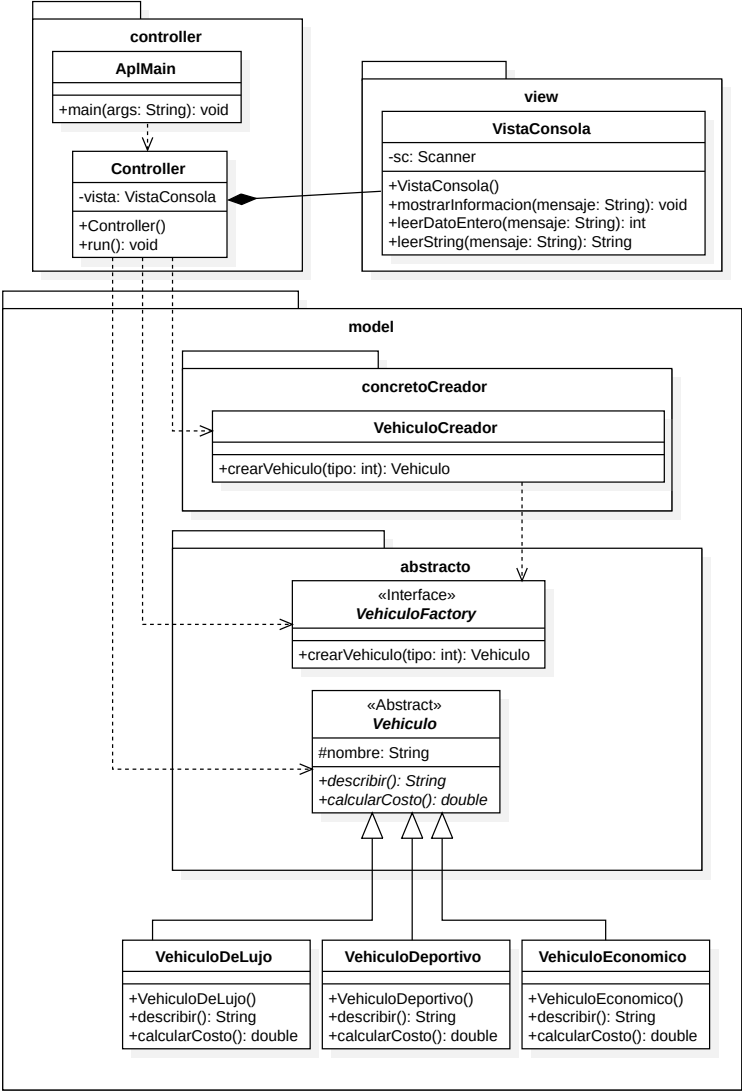 controller
AplMain
+main(args: String): void
Controller
-vista: VistaConsola
+Controller()
+run(): void
view
VistaConsola
-sc: Scanner
+VistaConsola()
+mostrarInformacion(mensaje: String): void
+leerDatoEntero(mensaje: String): int
+leerString(mensaje: String): String
model
concretoCreador
VehiculoCreador
+crearVehiculo(tipo: int): Vehiculo
abstracto
«Interface»
VehiculoFactory
+crearVehiculo(tipo: int): Vehiculo
«Abstract»
Vehiculo
#nombre: String
+describir(): String
+calcularCosto(): double
VehiculoDeLujo
+VehiculoDeLujo()
+describir(): String
+calcularCosto(): double
VehiculoDeportivo
+VehiculoDeportivo()
+describir(): String
+calcularCosto(): double
VehiculoEconomico
+VehiculoEconomico()
+describir(): String
+calcularCosto(): double